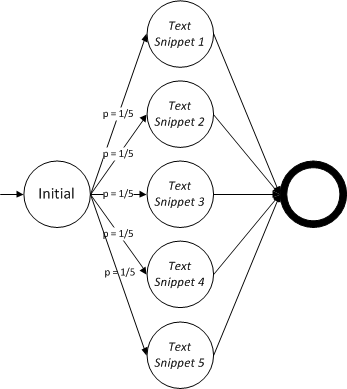 Text
Snippet 1
p = 1/5
Text
Snippet 2
p = 1/5
Initial
p = 1/5
Text
Snippet 3
p = 1/5
Text
Snippet 4
p = 1/5
Text
Snippet 5